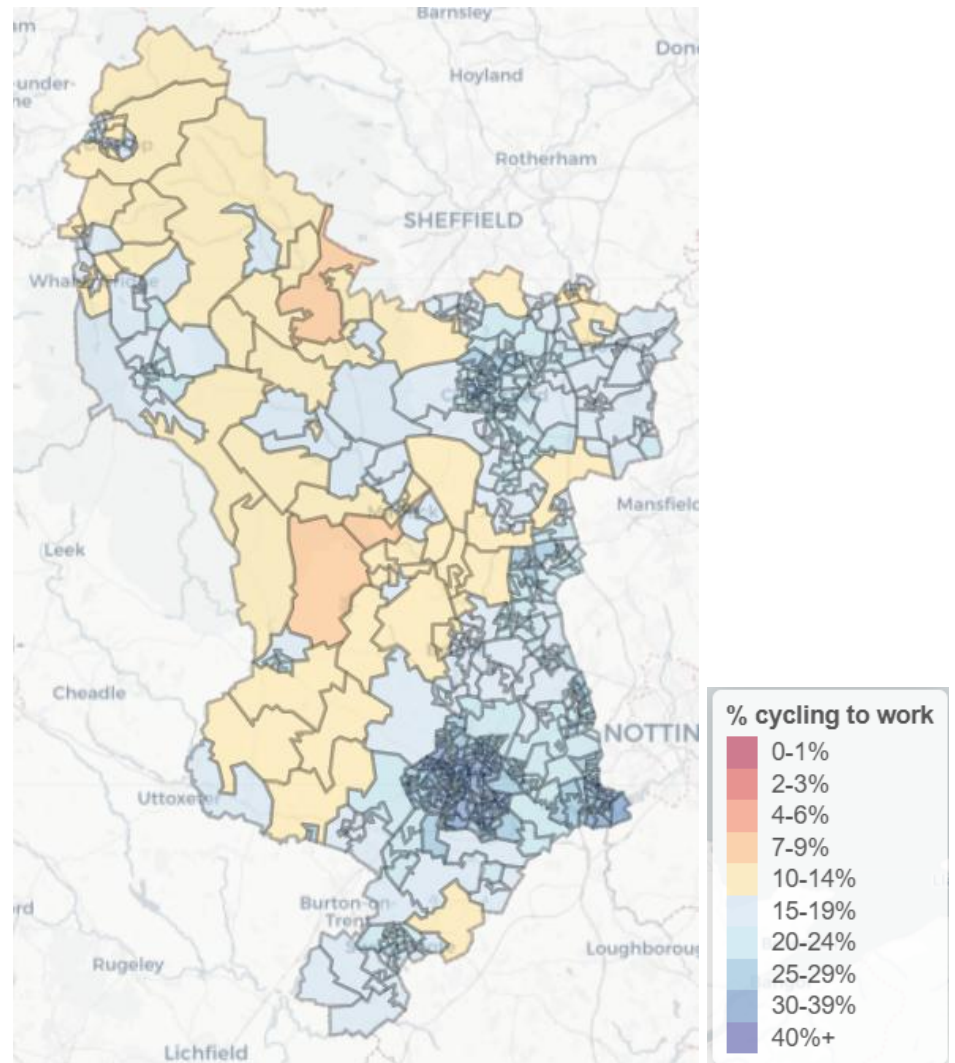 Barnsley
Hoyland
Rotherham
SHEFFIELD
Mansfield
Leek
Cheadle
NOTTIN
Uttoxeter
Burton-on-
Trent
Rugeley
Loughboroug
Lichfield
% cycling to work
0-1%
2-3%
4-6%
7-9%
10-14%
15-19%
20-24%
25-29%
30-39%
40%+